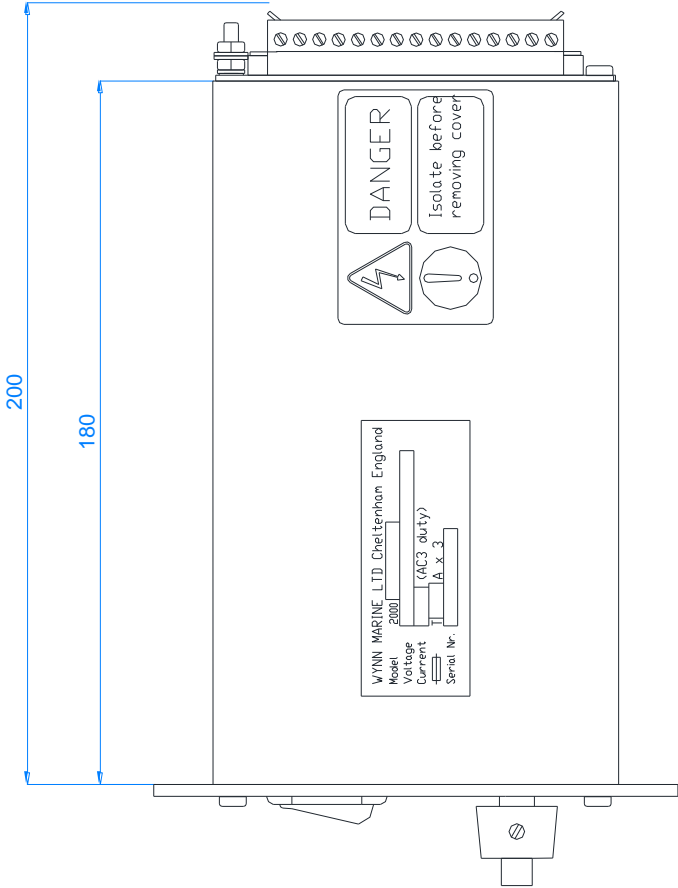 200
180
DANGER
Isolate before
removing cover
WYNN MARINE LTD Cheltenham England
Model 2000
Voltage
Current (AC3 duty)
T A x 3
Serial Nr.